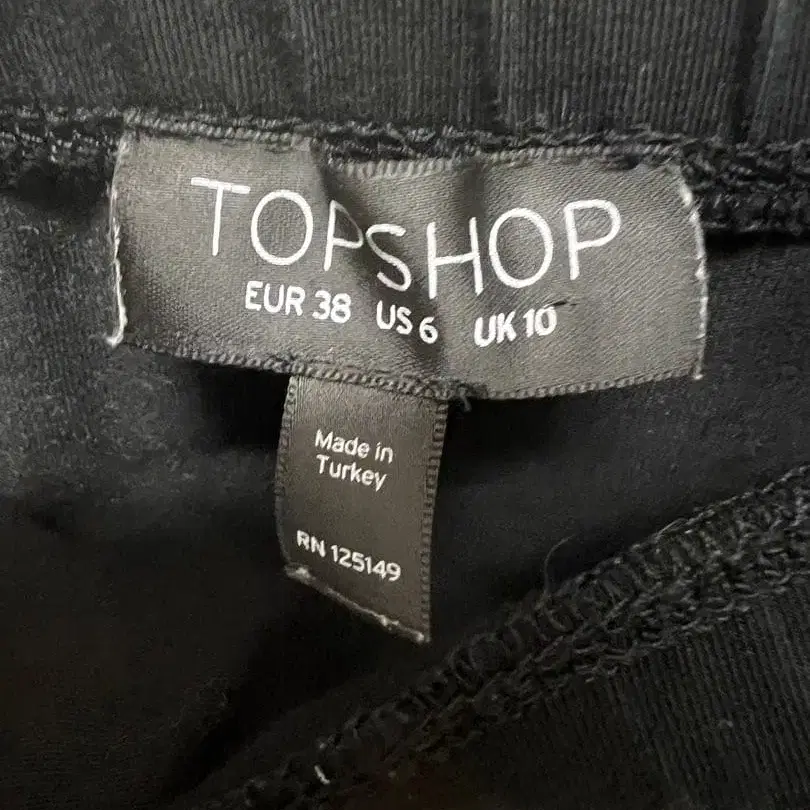 TOPSHOP
EUR 38 US 6 UK 10
Made in
Turkey
RN 125149